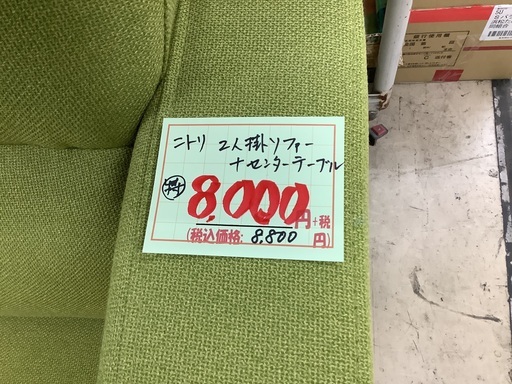 ニトリ 2人掛ソファー
+センターテーブル
特 8,000円+税
(税込価格: 8,800 円)